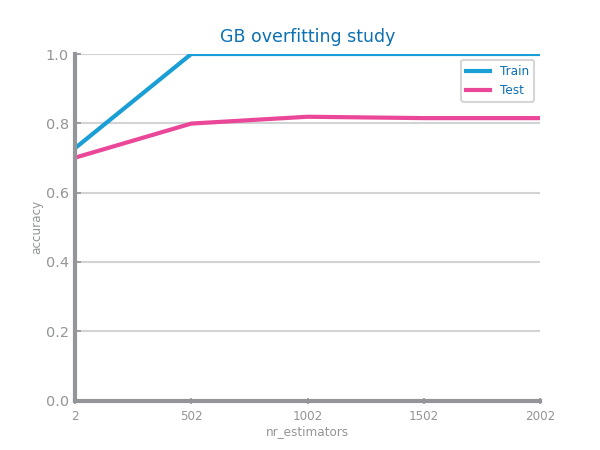 GB overfitting study
1.0
0.8
0.6
0.4
0.2
0.0
accuracy
Train
Test
2 502 1002 1502 2002
nr_estimators